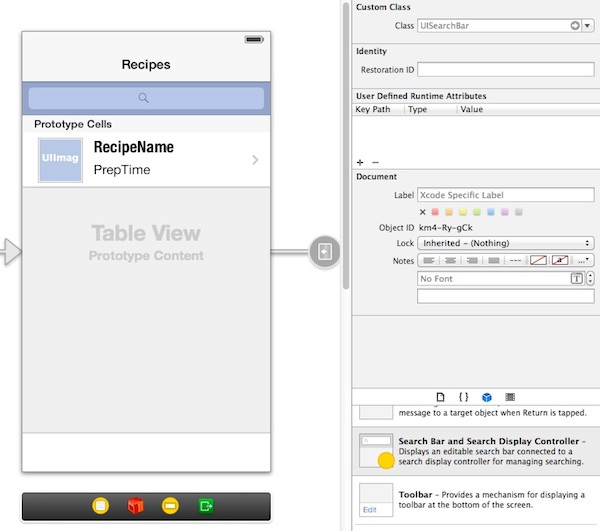 Recipes
Prototype Cells
UIImag
RecipeName
PrepTime
Table View
Prototype Content
Custom Class
Class UISearchBar
Identity
Restoration ID
User Defined Runtime Attributes
Key Path Type Value
Document
Label Xcode Specific Label
Object ID km4-Ry-gCk
Lock Inherited - (Nothing)
Notes
No Font
message to a target object when Return is tapped.
Search Bar and Search Display Controller -
Displays an editable search bar connected to a
search display controller for managing searching.
Edit
Toolbar - Provides a mechanism for displaying a
toolbar at the bottom of the screen.